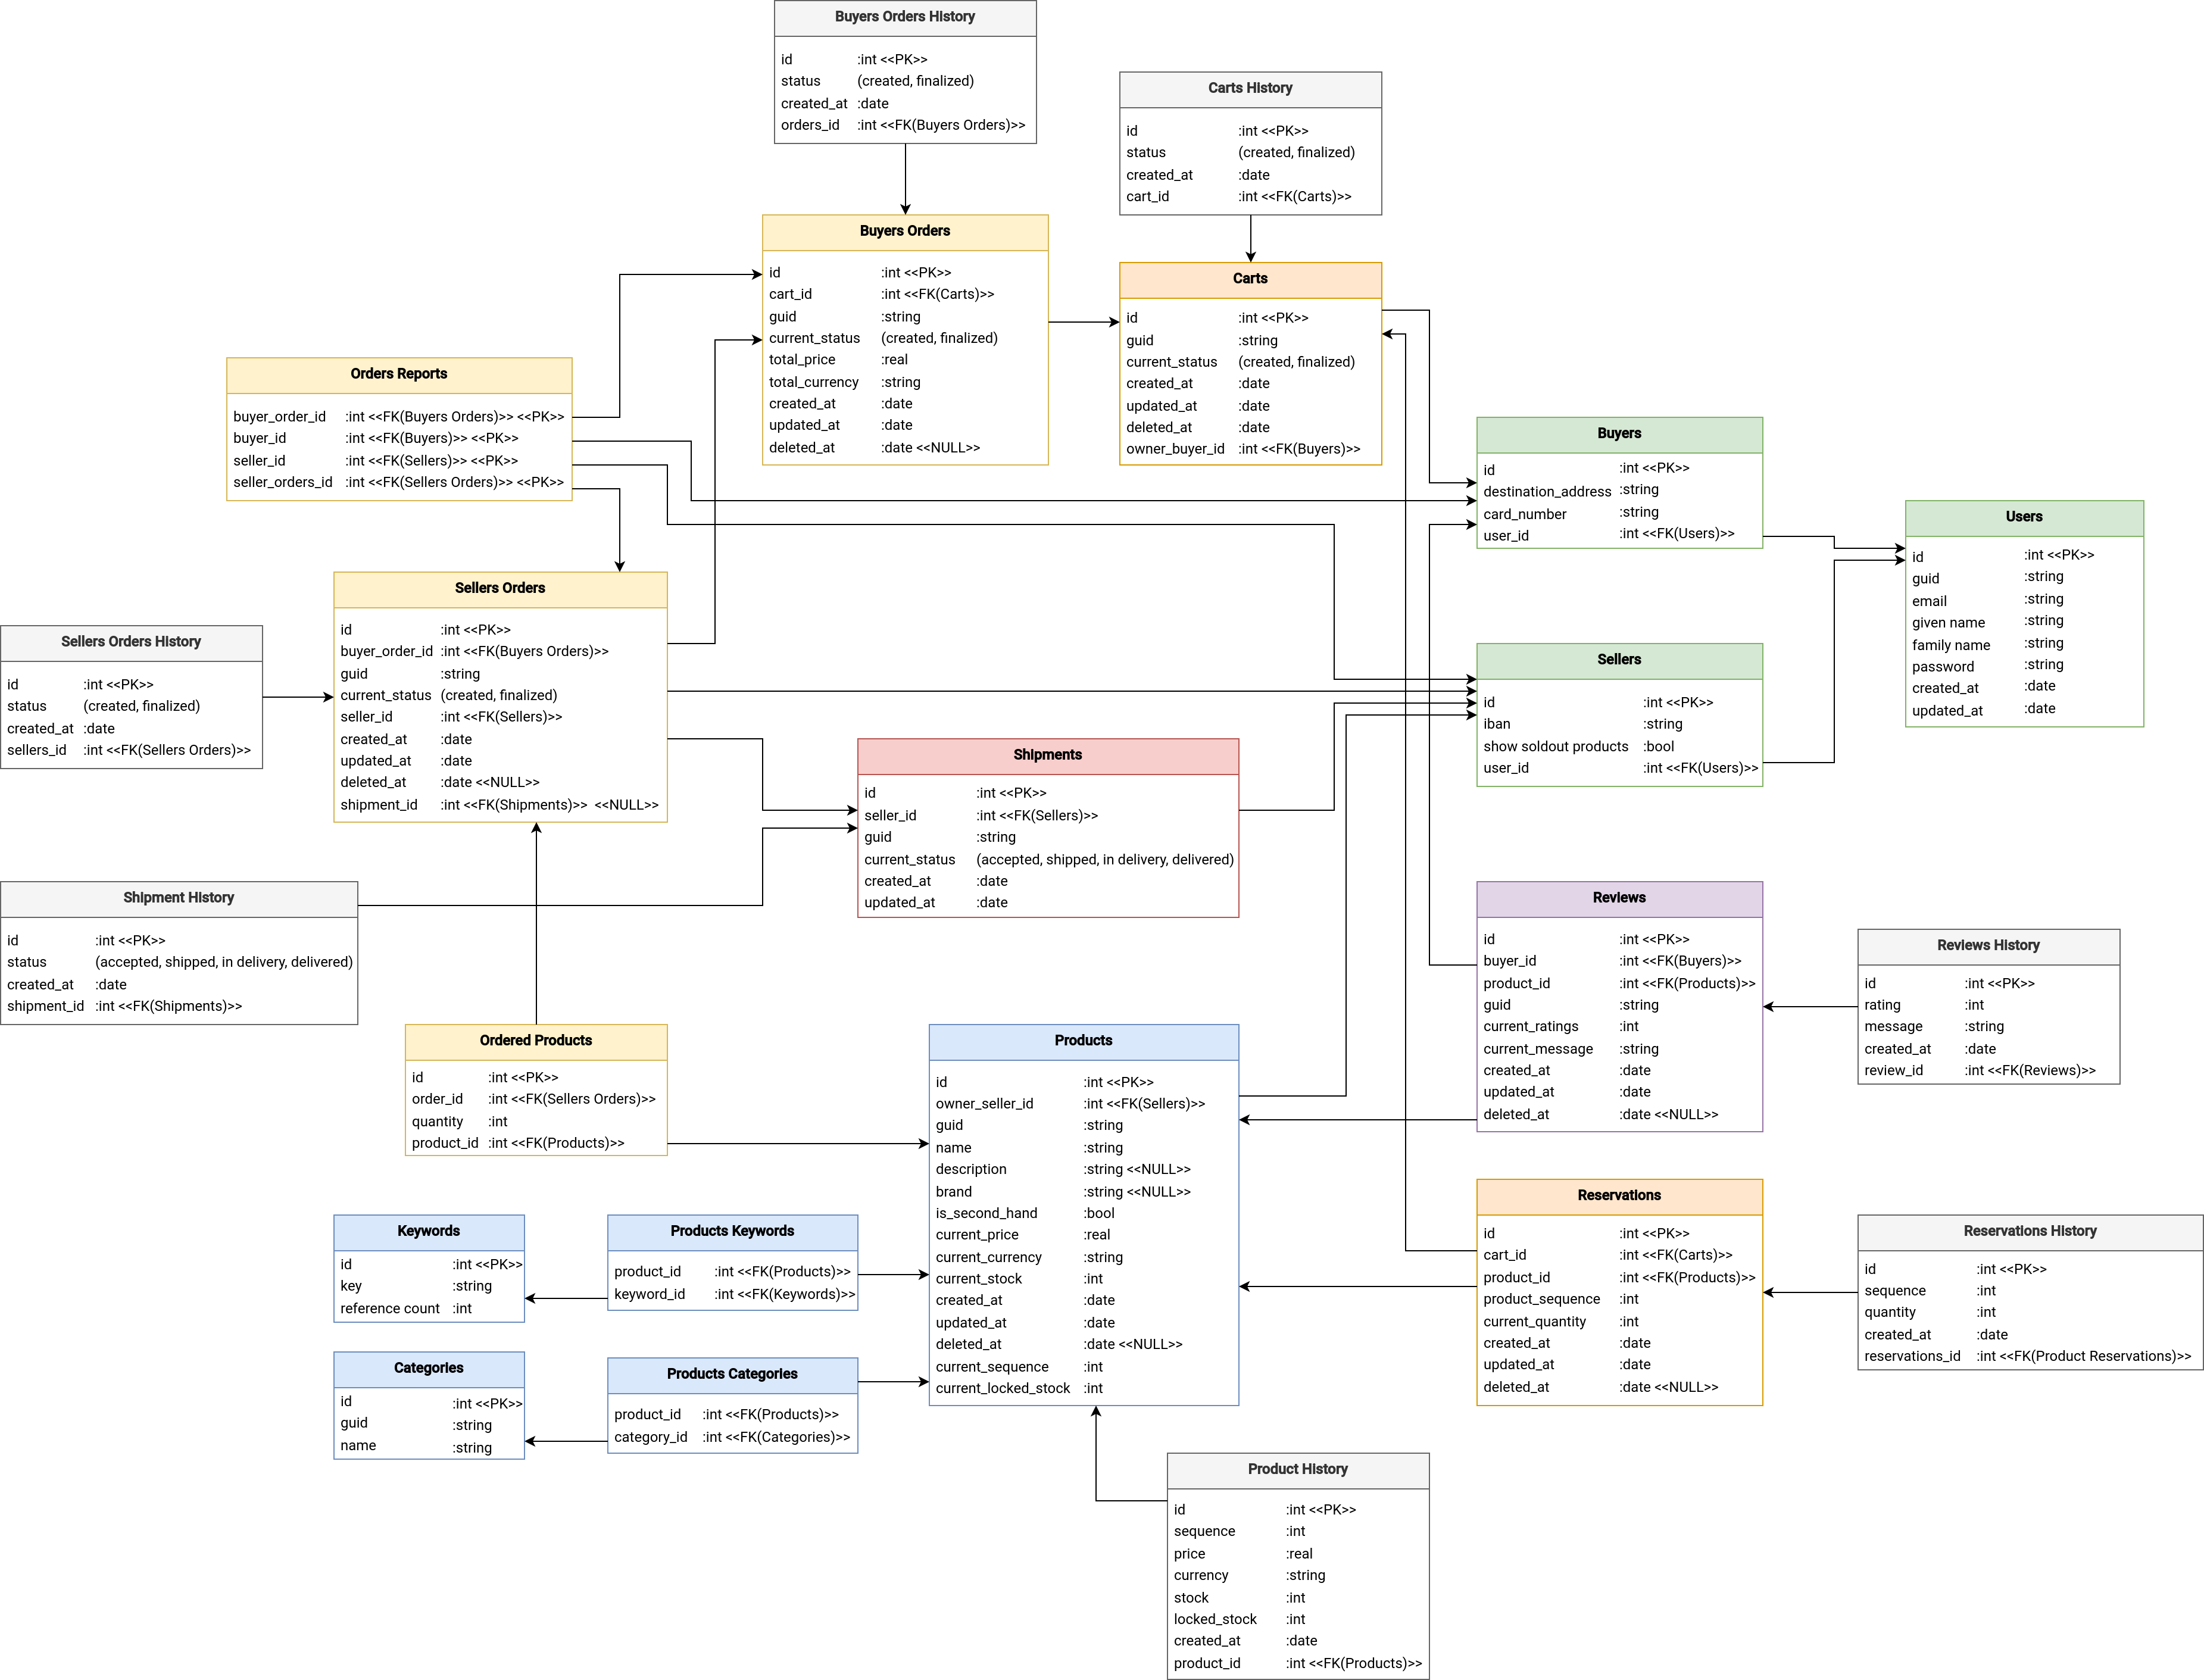 Buyers Orders History
id :int <<PK>>
status (created, finalized)
created_at :date
orders_id :int <<FK(Buyers Orders)>>
Carts History
id :int <<PK>>
status (created, finalized)
created_at :date
cart_id :int <<FK(Carts)>>
Buyers Orders
id :int <<PK>>
cart_id :int <<FK(Carts)>>
guid :string
current_status (created, finalized)
total_price :real
total_currency :string
created_at :date
updated_at :date
deleted_at :date <<NULL>>
Carts
id :int <<PK>>
guid :string
current_status (created, finalized)
created_at :date
updated_at :date
deleted_at :date
owner_buyer_id :int <<FK(Buyers)>>
Orders Reports
buyer_order_id :int <<FK(Buyers Orders)>> <<PK>>
buyer_id :int <<FK(Buyers)>> <<PK>>
seller_id :int <<FK(Sellers)>> <<PK>>
seller_orders_id :int <<FK(Sellers Orders)>> <<PK>>
Buyers
id :int <<PK>>
destination_address :string
card_number :string
user_id :int <<FK(Users)>>
Users
id :int <<PK>>
guid :string
email :string
given name :string
family name :string
password :string
created_at :date
updated_at :date
Sellers Orders
id :int <<PK>>
buyer_order_id :int <<FK(Buyers Orders)>>
guid :string
current_status (created, finalized)
seller_id :int <<FK(Sellers)>>
created_at :date
updated_at :date
deleted_at :date <<NULL>>
shipment_id :int <<FK(Shipments)>> <<NULL>>
Sellers Orders History
id :int <<PK>>
status (created, finalized)
created_at :date
sellers_id :int <<FK(Sellers Orders)>>
Sellers
id :int <<PK>>
iban :string
show soldout products :bool
user_id :int <<FK(Users)>>
Shipments
id :int <<PK>>
seller_id :int <<FK(Sellers)>>
guid :string
current_status (accepted, shipped, in delivery, delivered)
created_at :date
updated_at :date
Shipment History
id :int <<PK>>
status (accepted, shipped, in delivery, delivered)
created_at :date
shipment_id :int <<FK(Shipments)>>
Reviews
id :int <<PK>>
buyer_id :int <<FK(Buyers)>>
product_id :int <<FK(Products)>>
guid :string
current_ratings :int
current_message :string
created_at :date
updated_at :date
deleted_at :date <<NULL>>
Reviews History
id :int <<PK>>
rating :int
message :string
created_at :date
review_id :int <<FK(Reviews)>>
Ordered Products
id :int <<PK>>
order_id :int <<FK(Sellers Orders)>>
quantity :int
product_id :int <<FK(Products)>>
Products
id :int <<PK>>
owner_seller_id :int <<FK(Sellers)>>
guid :string
name :string
description :string <<NULL>>
brand :string <<NULL>>
is_second_hand :bool
current_price :real
current_currency :string
current_stock :int
created_at :date
updated_at :date
deleted_at :date <<NULL>>
current_sequence :int
current_locked_stock :int
Reservations
id :int <<PK>>
cart_id :int <<FK(Carts)>>
product_id :int <<FK(Products)>>
product_sequence :int
current_quantity :int
created_at :date
updated_at :date
deleted_at :date <<NULL>>
Reservations History
id :int <<PK>>
sequence :int
quantity :int
created_at :date
reservations_id :int <<FK(Product Reservations)>>
Keywords
id :int <<PK>>
key :string
reference count :int
Products Keywords
product_id :int <<FK(Products)>>
keyword_id :int <<FK(Keywords)>>
Categories
id :int <<PK>>
guid :string
name :string
Products Categories
product_id :int <<FK(Products)>>
category_id :int <<FK(Categories)>>
Product History
id :int <<PK>>
sequence :int
price :real
currency :string
stock :int
locked_stock :int
created_at :date
product_id :int <<FK(Products)>>